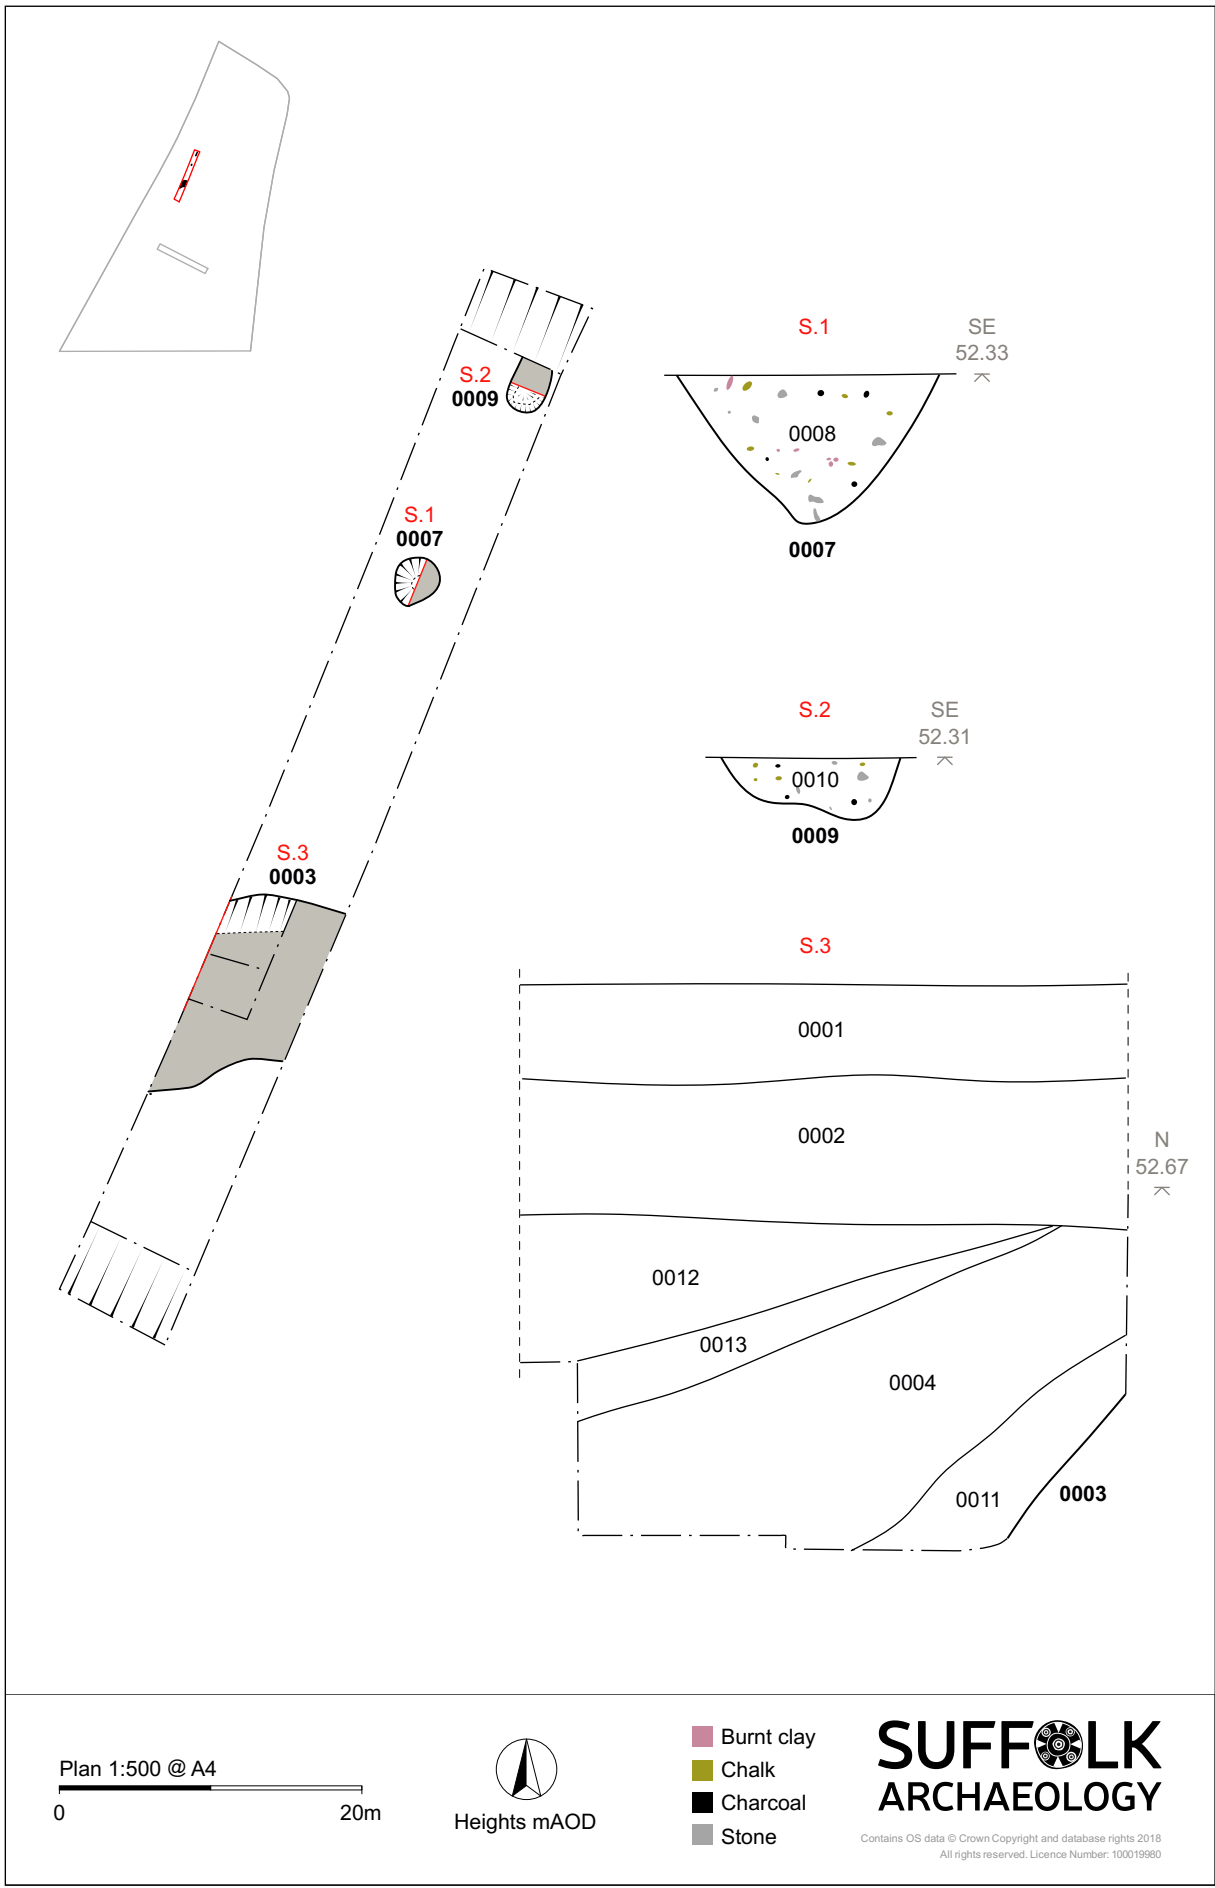 S.1
SE
52.33
0008
0007
S.2
0009
S.1
0007
S.2
SE
52.31
0010
0009
S.3
0003
S.3
0001
0002
N
52.67
0012
0013
0004
0011
0003
Plan 1:500 @ A4
0
20m
Heights mAOD
Burnt clay
Chalk
Charcoal
Stone
SUFFOLK
ARCHAEOLOGY
Contains OS data © Crown Copyright and database rights 2018
All rights reserved. Licence Number: 100019980